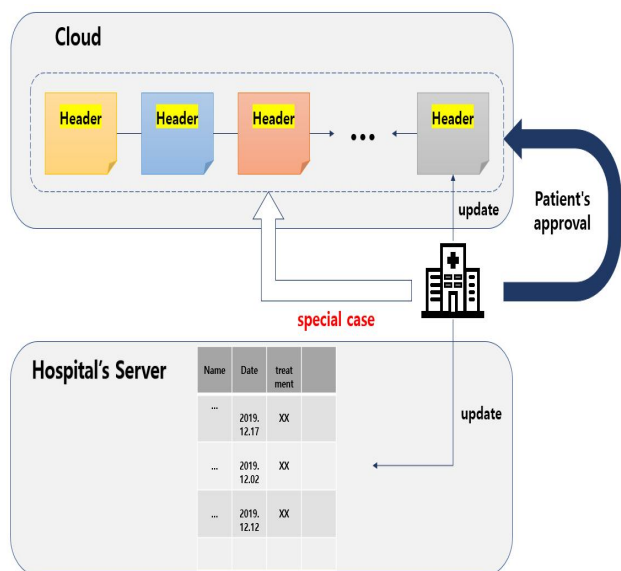 Cloud
Header
Header
Header
...
Header
update
Patient's
approval
special case
Hospital's Server
Name Date treat
ment
... 2019. XX
12.17
... 2019. XX
12.02
... 2019. XX
12.12
update